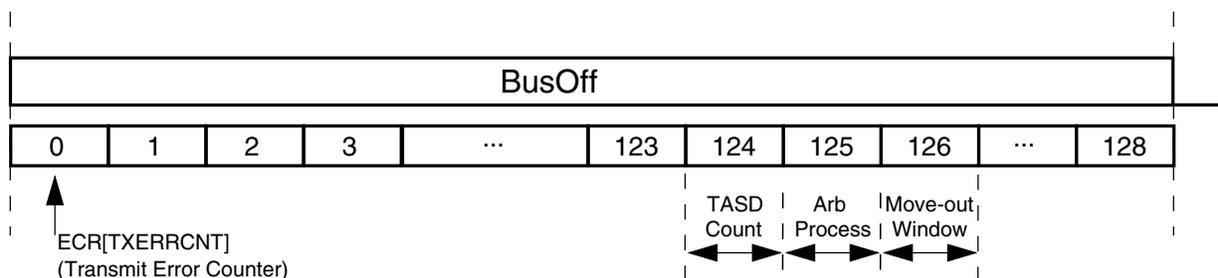 BusOff
0 1 2 3 ... 123 124 125 126 ... 128
TASD Arb Move-out
Count Process Window
ECR[TXERRCNT]
(Transmit Error Counter)